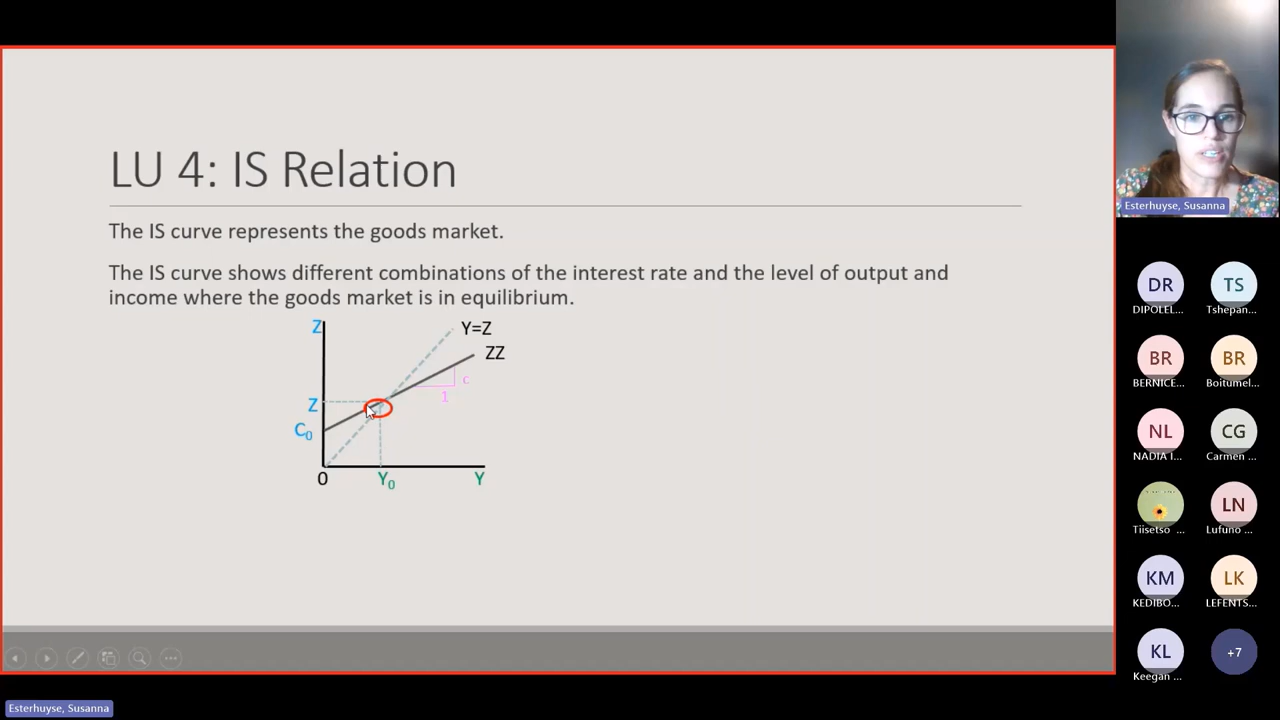 LU 4: IS Relation
The IS curve represents the goods market.
The IS curve shows different combinations of the interest rate and the level of output and
income where the goods market is in equilibrium.
Z
Y=Z
ZZ
c
1
Z
C₀
0
Y₀
Y
Esterhuyse, Susanna
DR
TS
DIPOLEL...
Tshepan...
BR
BR
BERNICE...
Boitumel...
NL
CG
NADIA I...
Carmen ...
LN
Tiisetso ...
Lufuno ...
KM
LK
KEDIBO...
LEFENTS...
KL
+7
Keegan ...
Esterhuyse, Susanna